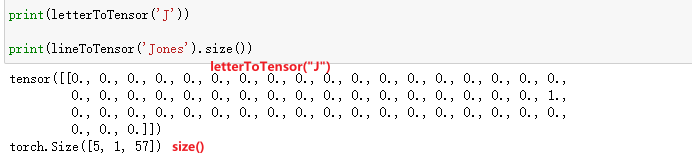 print(letterToTensor('J'))
print(lineToTensor('Jones').size())
letterToTensor("J")
tensor([[0., 0., 0., 0., 0., 0., 0., 0., 0., 0., 0., 0., 0., 0., 0., 0., 0., 0.,
0., 0., 0., 0., 0., 0., 0., 0., 0., 0., 0., 0., 0., 0., 0., 0., 0., 1.,
0., 0., 0., 0., 0., 0., 0., 0., 0., 0., 0., 0., 0., 0., 0., 0., 0., 0.,
0., 0., 0.]])
torch.Size([5, 1, 57]) size()